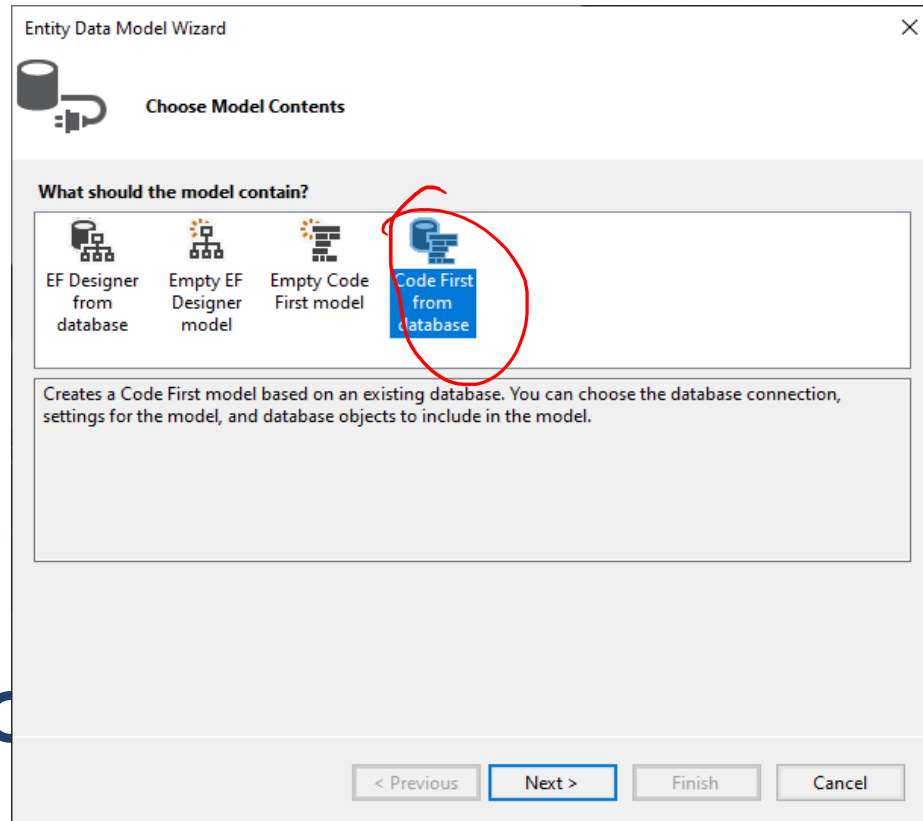 Entity Data Model Wizard
Choose Model Contents
What should the model contain?
EF Designer
from
database
Empty EF
Designer
model
Empty Code
First model
Code First
from
database
Creates a Code First model based on an existing database. You can choose the database connection,
settings for the model, and database objects to include in the model.
< Previous
Next >
Finish
Cancel